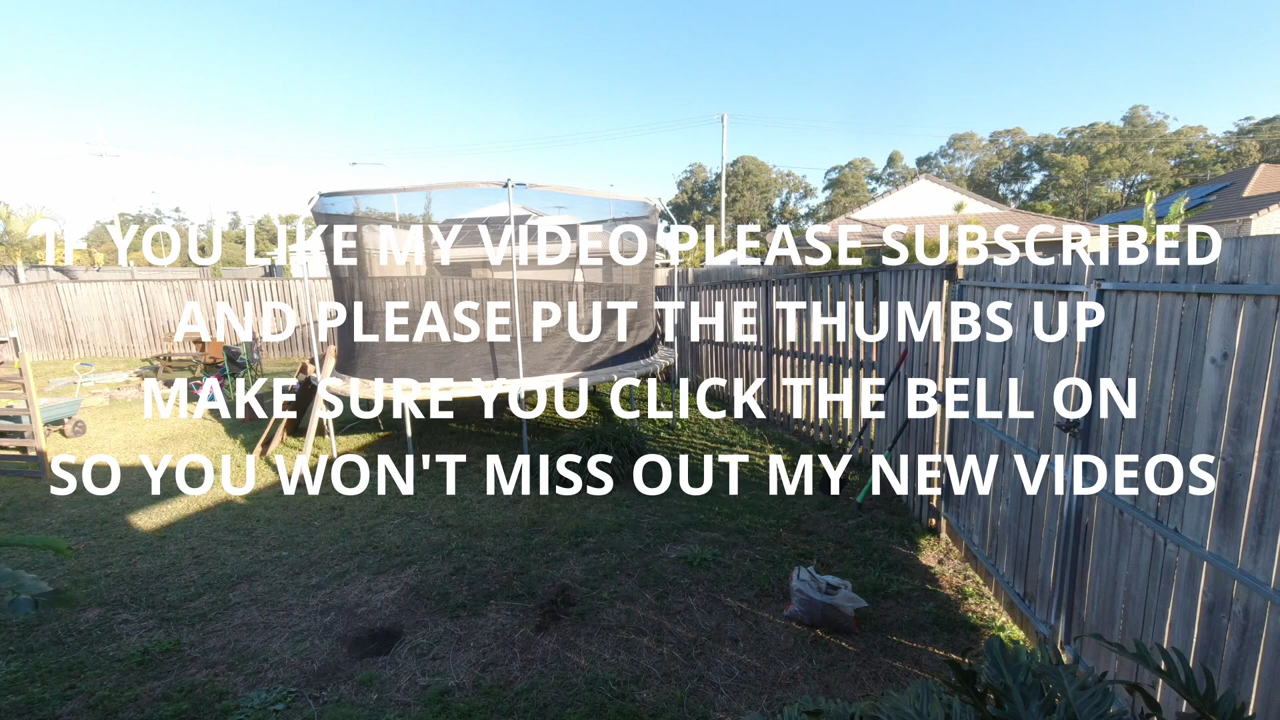 IF YOU LIKE MY VIDEO PLEASE SUBSCRIBED
AND PLEASE PUT THE THUMBS UP
MAKE SURE YOU CLICK THE BELL ON
SO YOU WON'T MISS OUT MY NEW VIDEOS